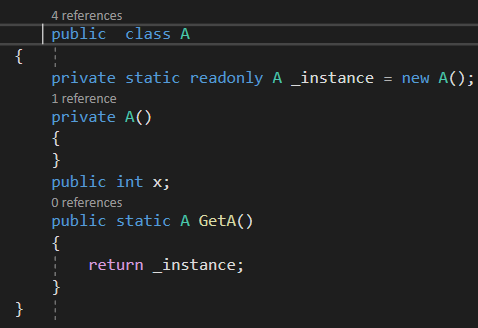 4 references
public  class A
{
private static readonly A _instance = new A();
1 reference
private A()
{
}
public int x;
0 references
public static A GetA()
{
return _instance;
}
}